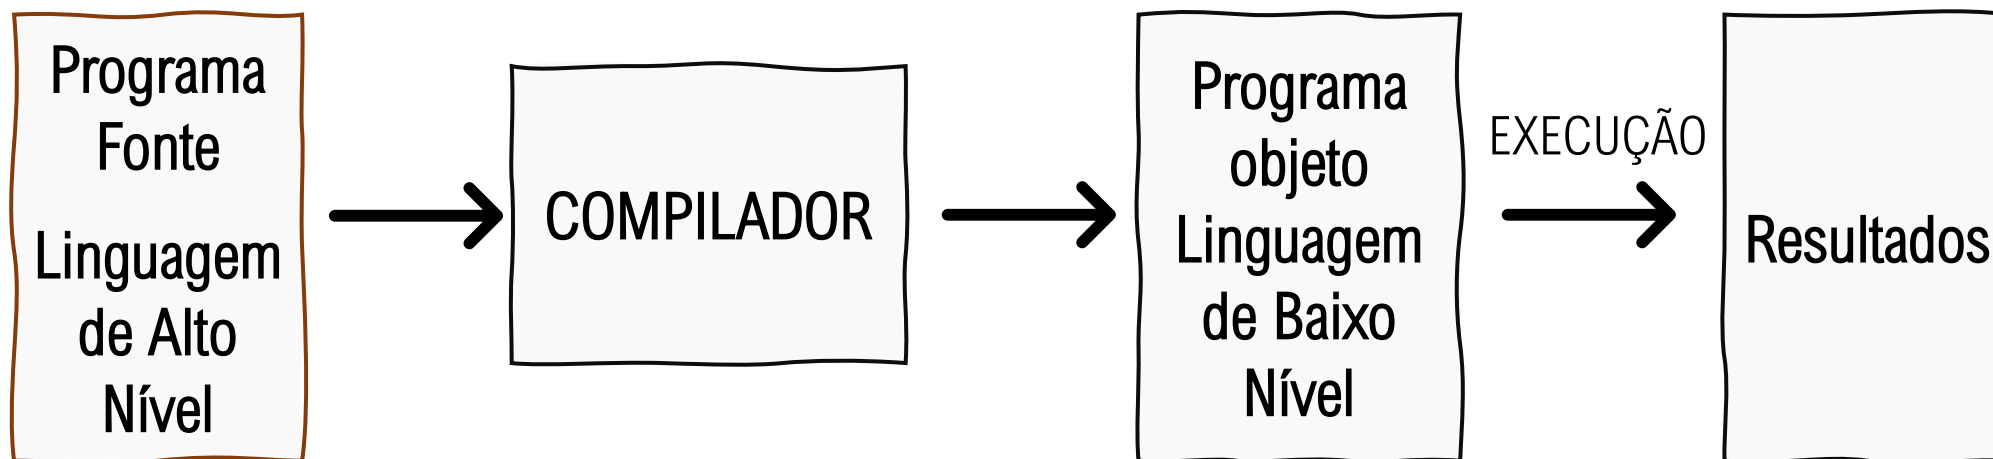 Programa
Fonte
Linguagem
de Alto
Nível
COMPILADOR
Programa
objeto
Linguagem
de Baixo
Nível
EXECUÇÃO
Resultados